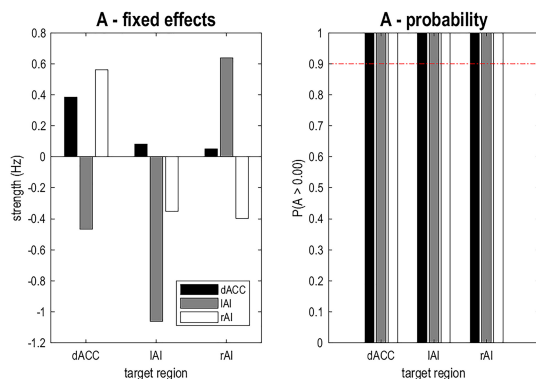 A - fixed effects
0.8
0.6
0.4
0.2
0
-0.2
-0.4
-0.6
-0.8
-1
-1.2
strength (Hz)
dACC
lAI
rAI
dACC lAI rAI
target region
A - probability
1
0.9
0.8
0.7
0.6
0.5
0.4
0.3
0.2
0.1
0
P(A > 0.00)
dACC lAI rAI
target region